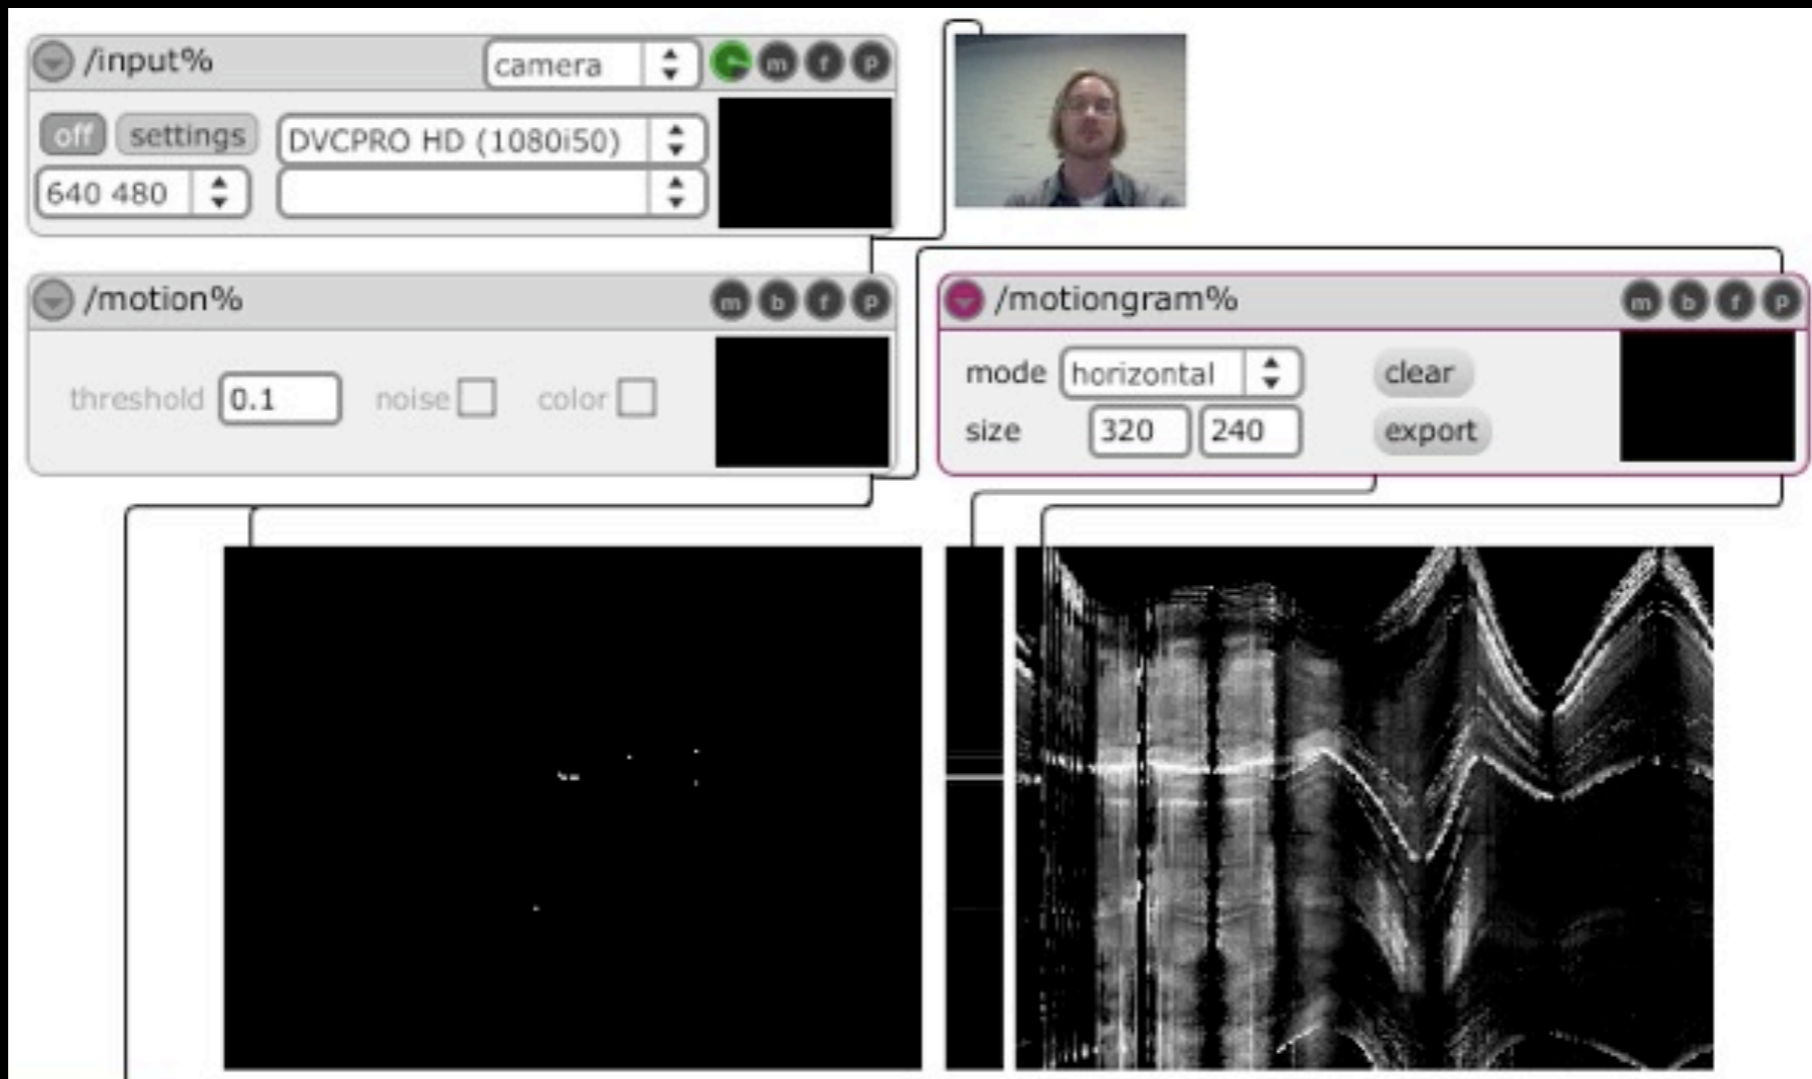 /input% camera m f p
off settings DVCPRO HD (1080i50)
640 480
/motion% m b f p
threshold 0.1 noise color
/motiongram% m b f p
mode horizontal clear
size 320 240 export